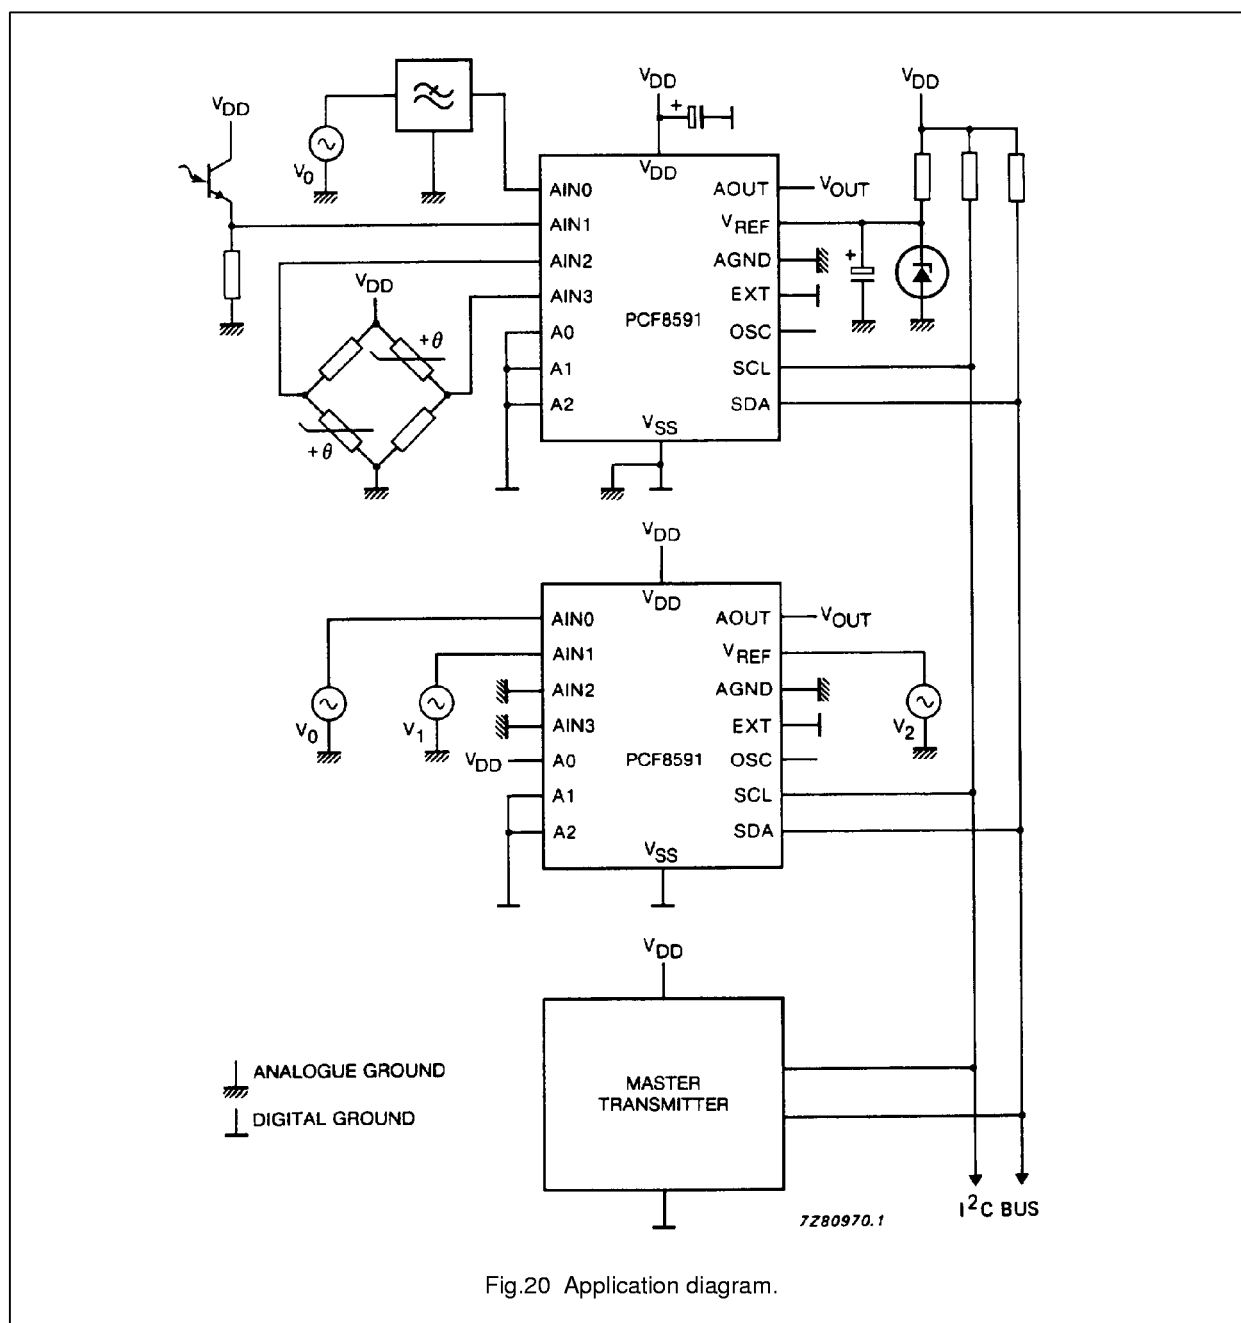 VDD
V0
VDD
VDD
VDD
AIN0
AIN1
AIN2
AIN3
A0
A1
A2
VDD
PCF8591
VSS
AOUT
VREF
AGND
EXT
OSC
SCL
SDA
VOUT
+
+
VDD
+θ
+θ
VDD
VDD
AIN0
AIN1
AIN2
AIN3
A0
A1
A2
PCF8591
VSS
AOUT
VREF
AGND
EXT
OSC
SCL
SDA
VOUT
V0
V1
VDD
V2
VDD
MASTER
TRANSMITTER
ANALOGUE GROUND
DIGITAL GROUND
7Z80970.1
I²C BUS
Fig.20 Application diagram.